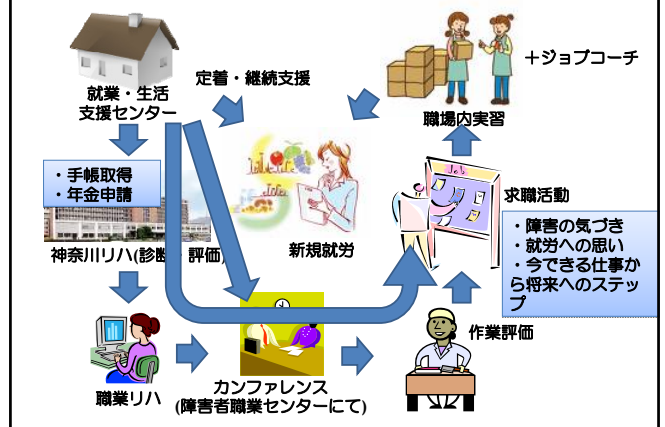 定着・継続支援
＋ジョブコーチ
就業・生活
支援センター
職場内実習
・手帳取得
・年金申請
求職活動
神奈川リハ(診断・評価)
新規就労
・障害の気づき
・就労への思い
・今できる仕事か
ら将来へのステッ
プ
作業評価
職業リハ
カンファレンス
(障害者職業センターにて)
Job